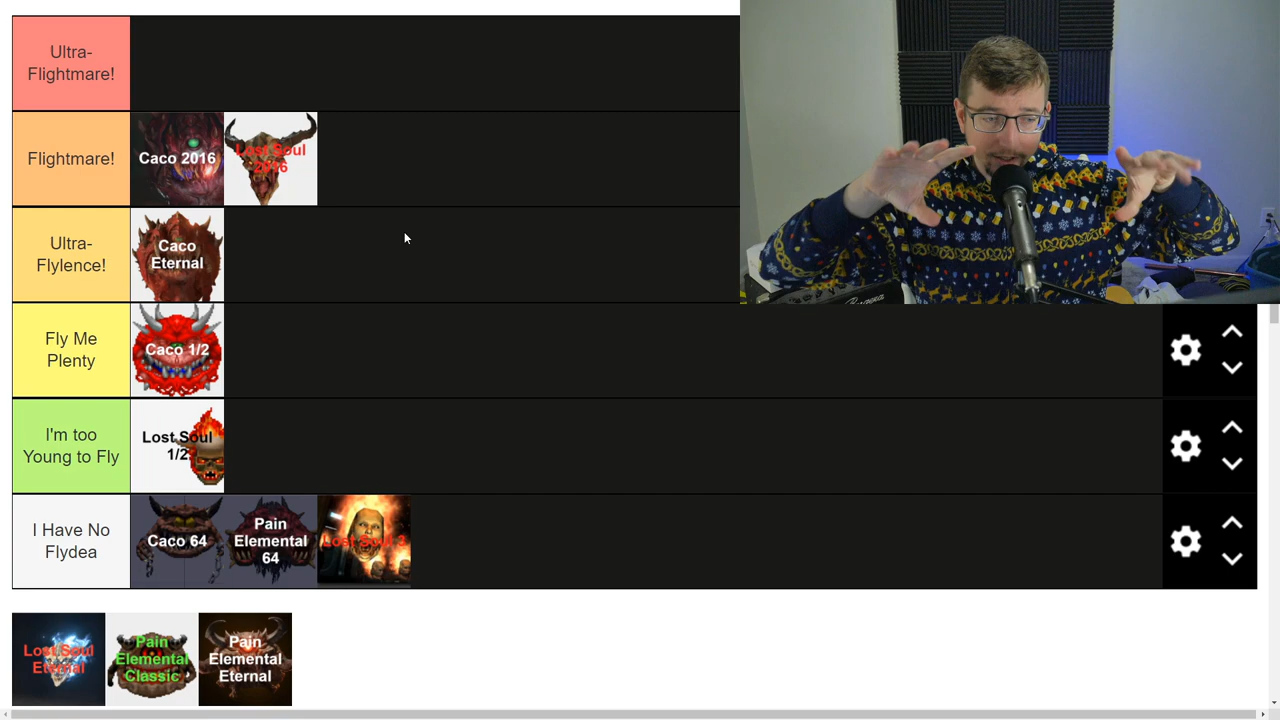 Ultra-
Flightmare!
Flightmare!
Caco 2016
Lost Soul
2016
Ultra-
Flylence!
Caco
Eternal
Fly Me
Plenty
Caco 1/2
I'm too
Young to Fly
Lost Soul
1/2
I Have No
Flydea
Caco 64
Pain
Elemental
64
Lost Soul 3
Lost Soul
Eternal
Pain
Elemental
Classic
Pain
Elemental
Eternal